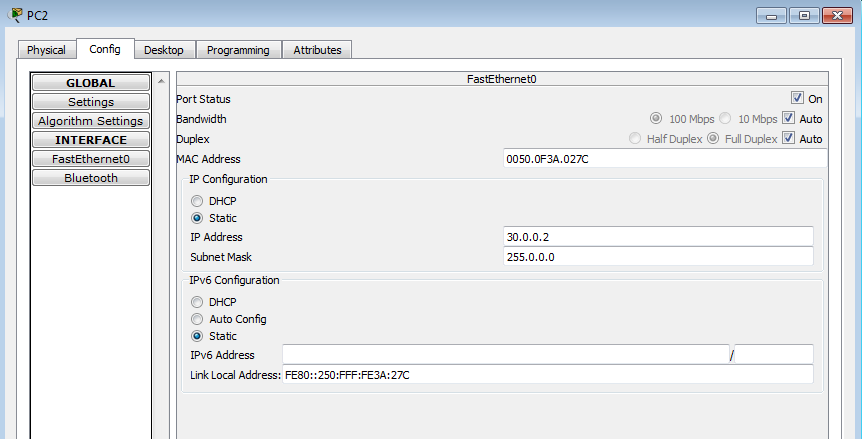 PC2
Physical Config Desktop Programming Attributes
GLOBAL
Settings
Algorithm Settings
INTERFACE
FastEthernet0
Bluetooth
FastEthernet0
Port Status On
Bandwidth 100 Mbps 10 Mbps Auto
Duplex Half Duplex Full Duplex Auto
MAC Address 0050.0F3A.027C
IP Configuration
DHCP
Static
IP Address 30.0.0.2
Subnet Mask 255.0.0.0
IPv6 Configuration
DHCP
Auto Config
Static
IPv6 Address /
Link Local Address: FE80::250:FFF:FE3A:27C